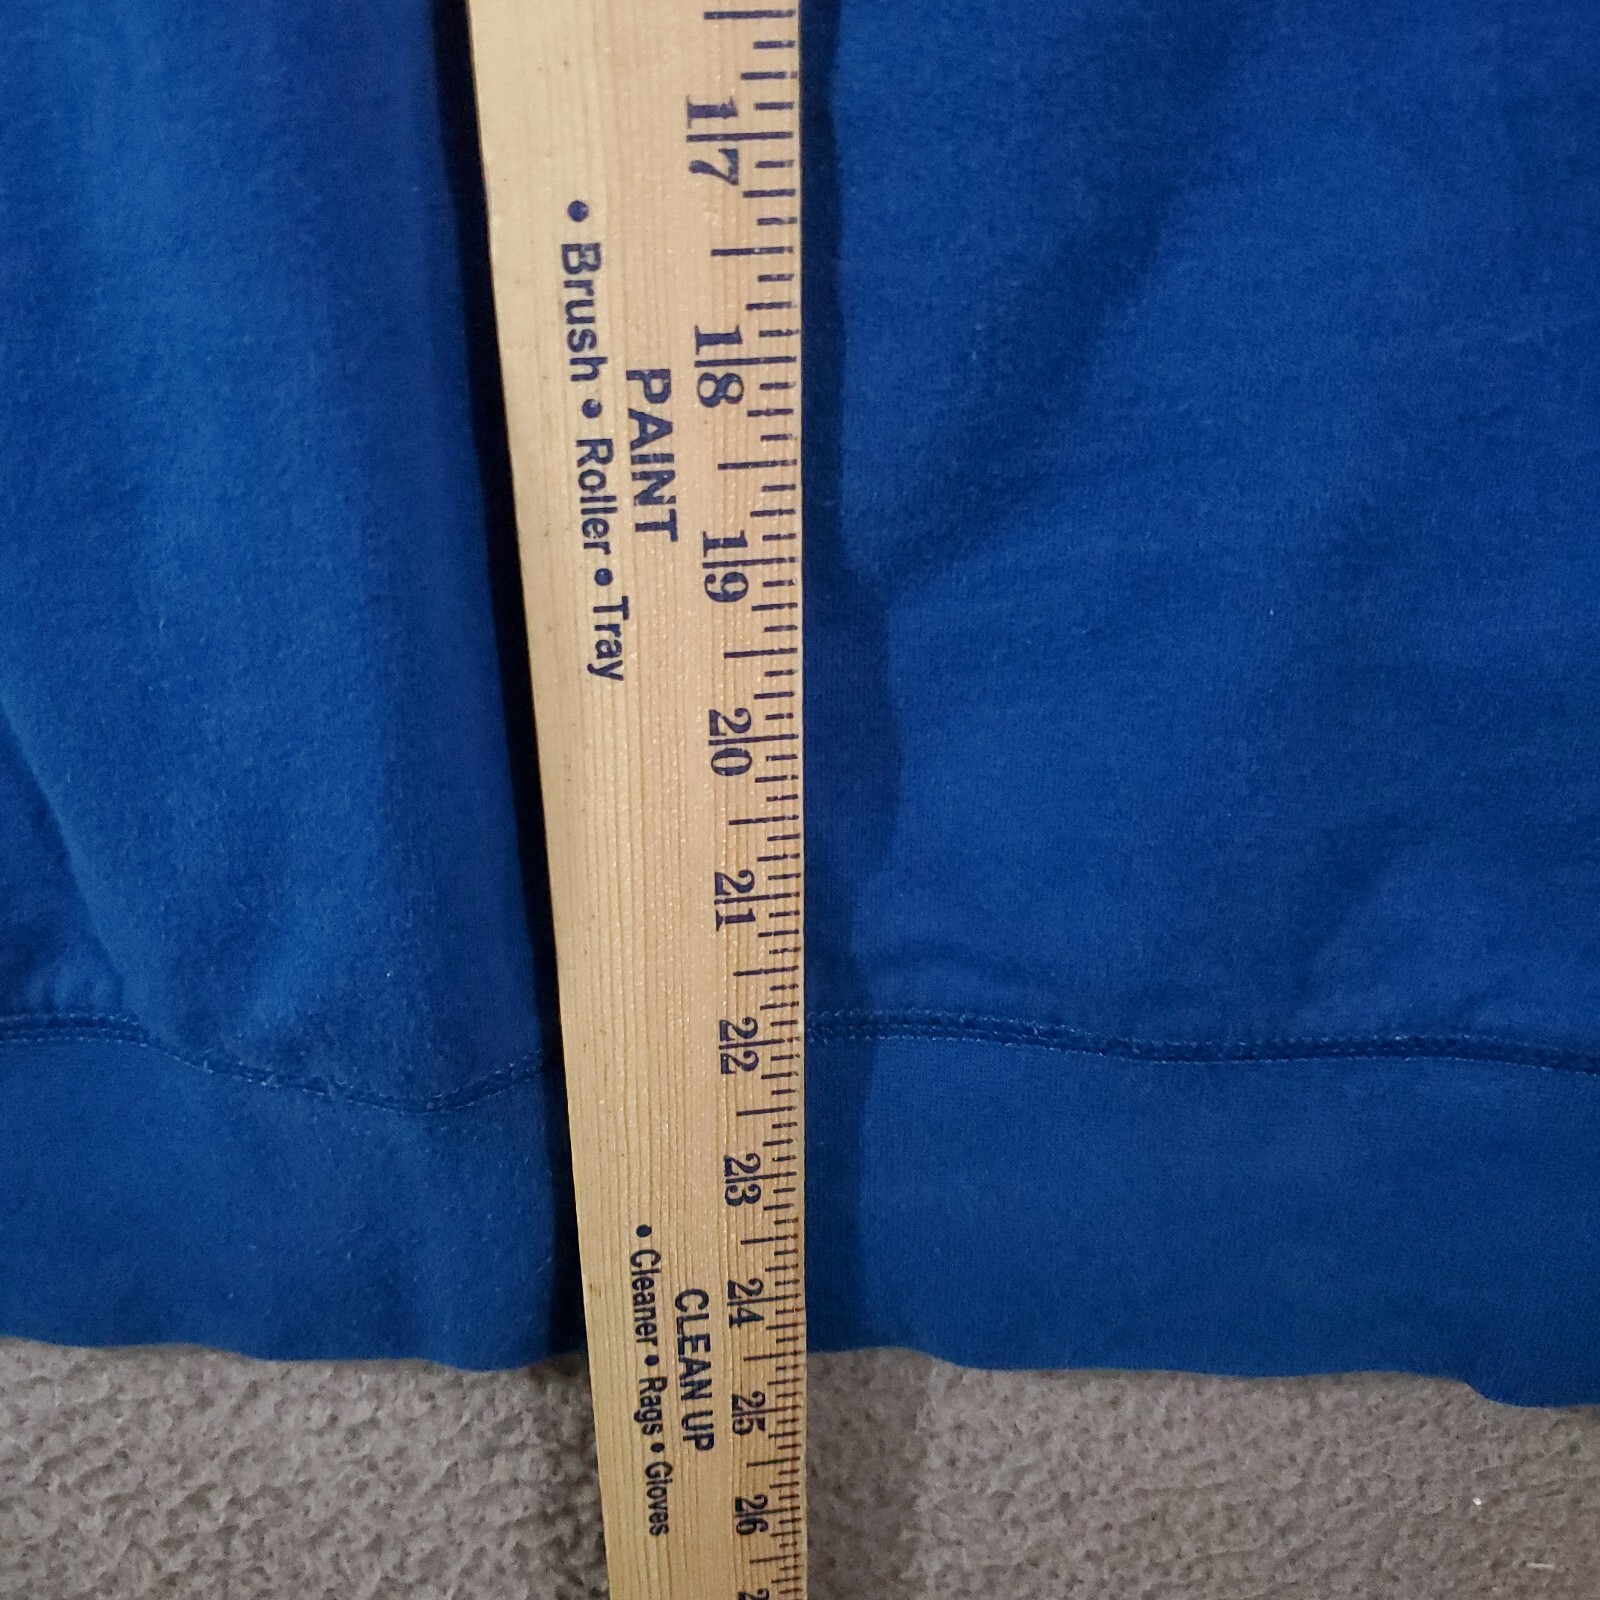 17
18
19
20
21
22
23
24
25
26
PAINT
• Brush • Roller • Tray
CLEAN UP
• Cleaner • Rags • Gloves